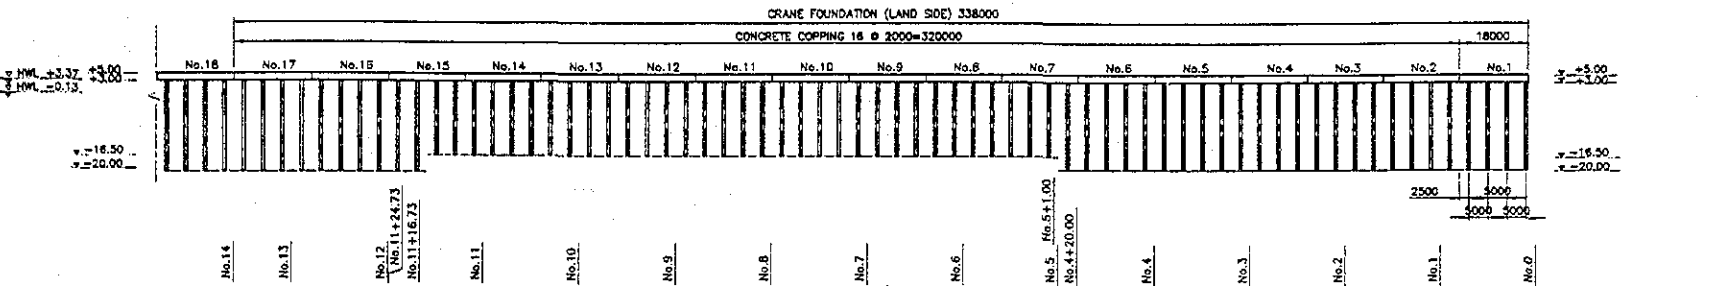 CRANE FOUNDATION (LAND SIDE) 338000
CONCRETE COPPING 16 @ 2000=320000
18000
HWL +3.37 +5.00
+3.00
HWL -0.13
No.18 No.17 No.16 No.15 No.14 No.13 No.12 No.11 No.10 No.9 No.8 No.7 No.6 No.5 No.4 No.3 No.2 No.1
+5.00
+3.00
-16.50
-20.00
-16.50
-20.00
2500 5000
5000 5000
No.14
No.13
No.12
No.11+24.73
No.11+16.73
No.11
No.10
No.9
No.8
No.7
No.6
No.5+1.00
No.5
No.4+20.00
No.4
No.3
No.2
No.1
No.0